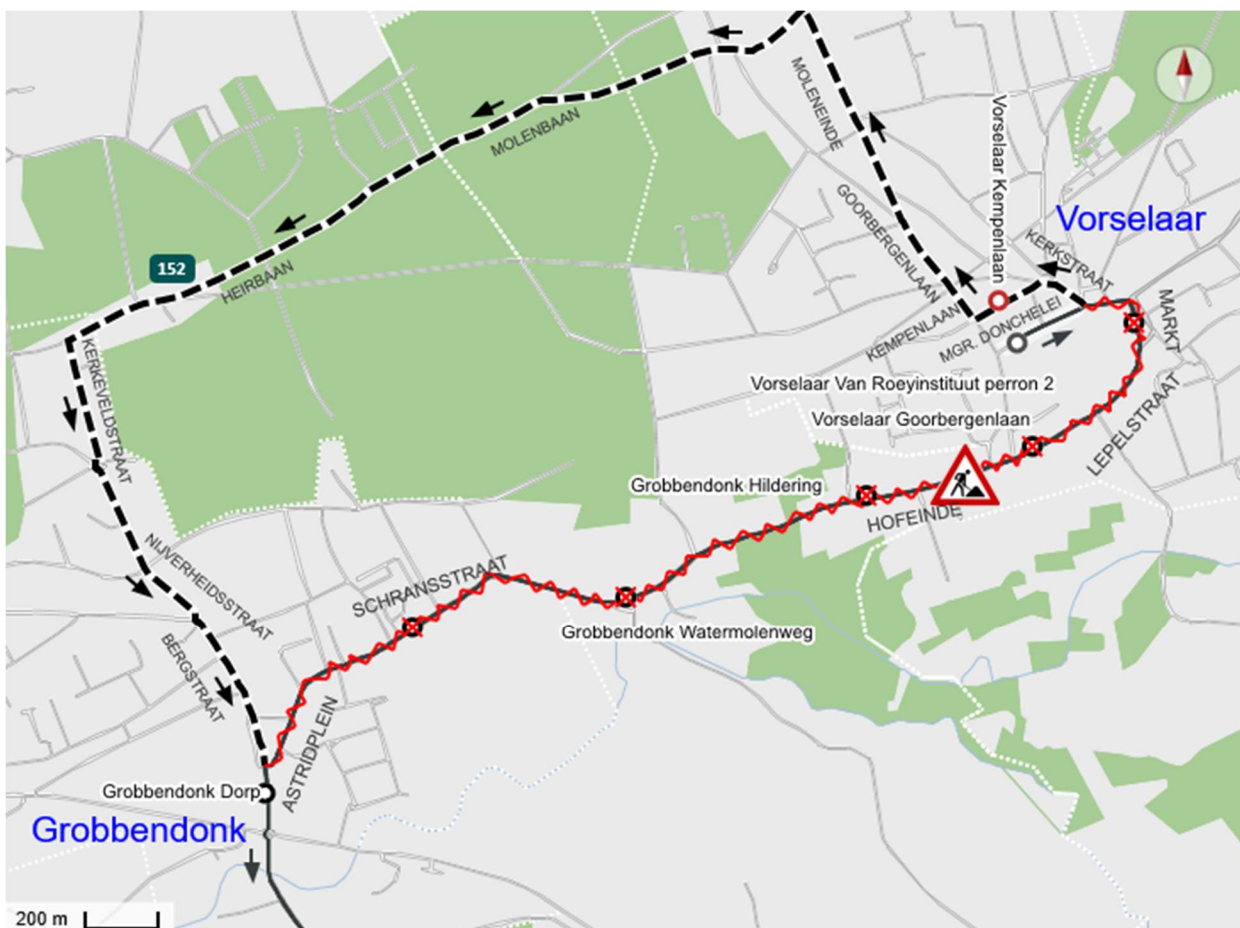 MOLENEINDE
Vorselaar Kempenlaan
MOLENBAAN
GOORBERGENLAAN
Vorselaar
KERKSTRAAT
152
HEIRBAAN
KEMPENLAAN
MGR. DONCHELEI
MARKT
KERKEVELDSTRAAT
Vorselaar Van Roeyinstituut perron 2
Vorselaar Goorbergenlaan
LEPELSTRAAT
Grobbendonk Hildering
HOFEINDE
NIJVERHEIDSSTRAAT
SCHRANSSTRAAT
Grobbendonk Watermolenweg
BERGSTRAAT
ASTRIDPLEIN
Grobbendonk Dorp
Grobbendonk
200 m